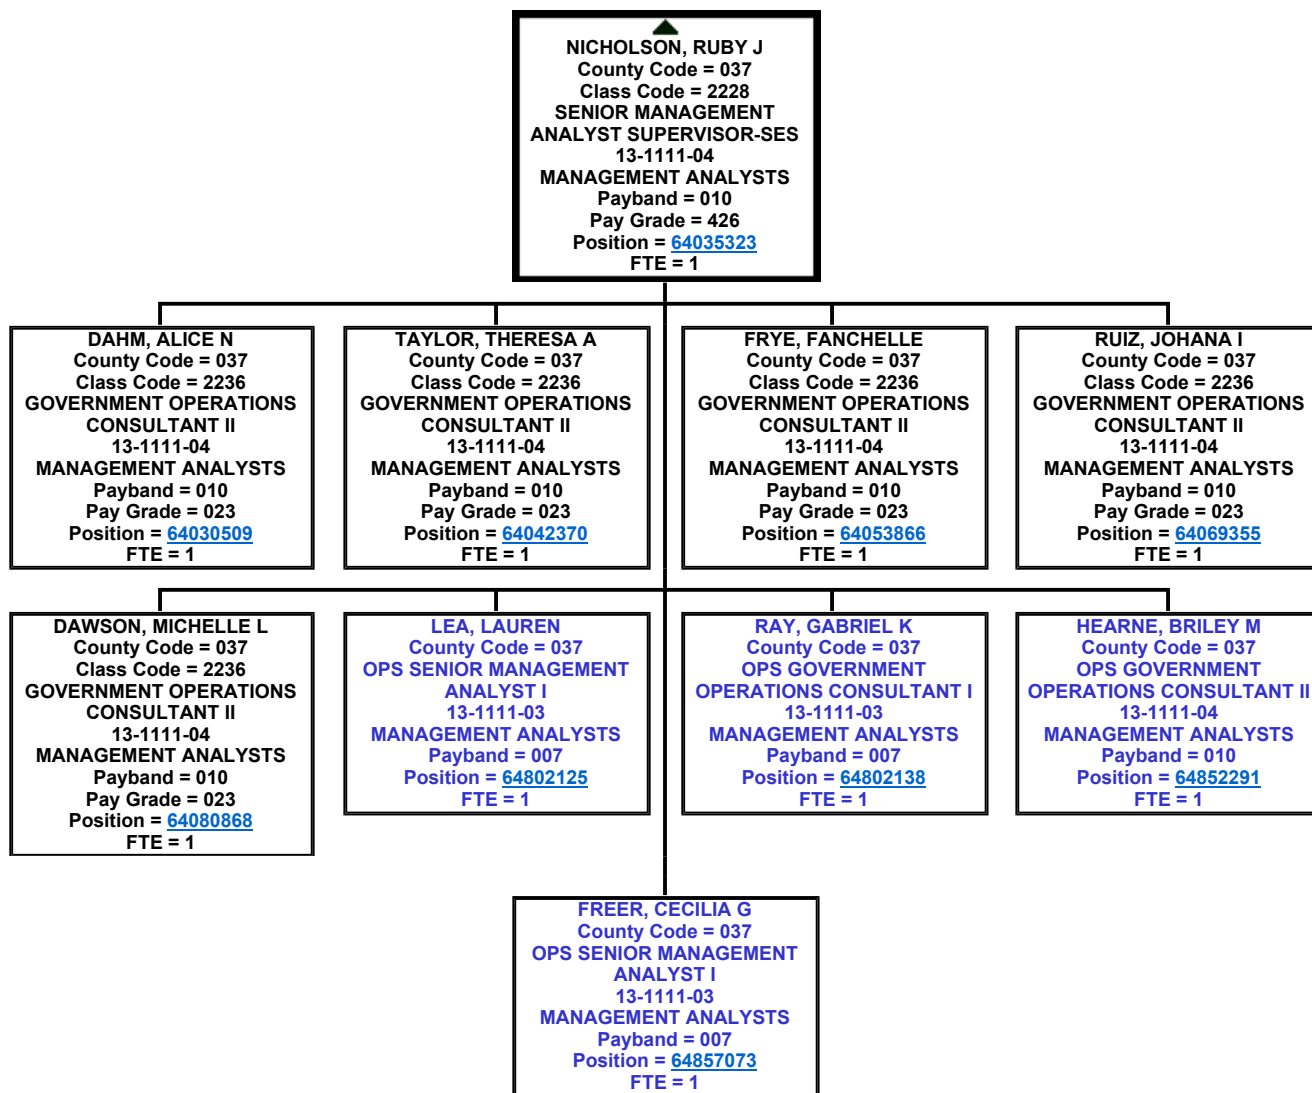 NICHOLSON, RUBY J
County Code = 037
Class Code = 2228
SENIOR MANAGEMENT
ANALYST SUPERVISOR-SES
13-1111-04
MANAGEMENT ANALYSTS
Payband = 010
Pay Grade = 426
Position = 64035323
FTE = 1
DAHM, ALICE N
County Code = 037
Class Code = 2236
GOVERNMENT OPERATIONS
CONSULTANT II
13-1111-04
MANAGEMENT ANALYSTS
Payband = 010
Pay Grade = 023
Position = 64030509
FTE = 1
TAYLOR, THERESA A
County Code = 037
Class Code = 2236
GOVERNMENT OPERATIONS
CONSULTANT II
13-1111-04
MANAGEMENT ANALYSTS
Payband = 010
Pay Grade = 023
Position = 64042370
FTE = 1
FRYE, FANCHELLE
County Code = 037
Class Code = 2236
GOVERNMENT OPERATIONS
CONSULTANT II
13-1111-04
MANAGEMENT ANALYSTS
Payband = 010
Pay Grade = 023
Position = 64053866
FTE = 1
RUIZ, JOHANA I
County Code = 037
Class Code = 2236
GOVERNMENT OPERATIONS
CONSULTANT II
13-1111-04
MANAGEMENT ANALYSTS
Payband = 010
Pay Grade = 023
Position = 64069355
FTE = 1
DAWSON, MICHELLE L
County Code = 037
Class Code = 2236
GOVERNMENT OPERATIONS
CONSULTANT II
13-1111-04
MANAGEMENT ANALYSTS
Payband = 010
Pay Grade = 023
Position = 64080868
FTE = 1
LEA, LAUREN
County Code = 037
OPS SENIOR MANAGEMENT
ANALYST I
13-1111-03
MANAGEMENT ANALYSTS
Payband = 007
Position = 64802125
FTE = 1
RAY, GABRIEL K
County Code = 037
OPS GOVERNMENT
OPERATIONS CONSULTANT I
13-1111-03
MANAGEMENT ANALYSTS
Payband = 007
Position = 64802138
FTE = 1
HEARNE, BRILEY M
County Code = 037
OPS GOVERNMENT
OPERATIONS CONSULTANT II
13-1111-04
MANAGEMENT ANALYSTS
Payband = 010
Position = 64852291
FTE = 1
FREER, CECILIA G
County Code = 037
OPS SENIOR MANAGEMENT
ANALYST I
13-1111-03
MANAGEMENT ANALYSTS
Payband = 007
Position = 64857073
FTE = 1